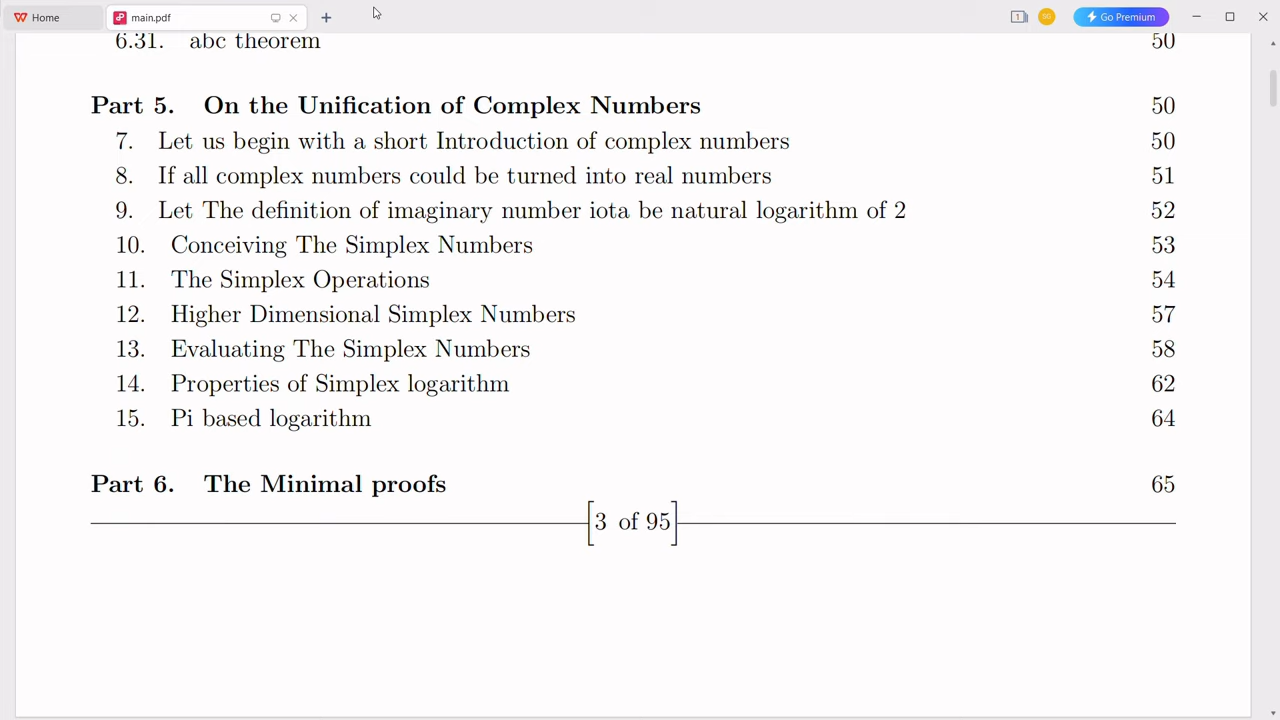 Home
main.pdf
1
SG
Go Premium
6.31. abc theorem 50
Part 5. On the Unification of Complex Numbers 50
7. Let us begin with a short Introduction of complex numbers 50
8. If all complex numbers could be turned into real numbers 51
9. Let The definition of imaginary number iota be natural logarithm of 2 52
10. Conceiving The Simplex Numbers 53
11. The Simplex Operations 54
12. Higher Dimensional Simplex Numbers 57
13. Evaluating The Simplex Numbers 58
14. Properties of Simplex logarithm 62
15. Pi based logarithm 64
Part 6. The Minimal proofs 65
3 of 95